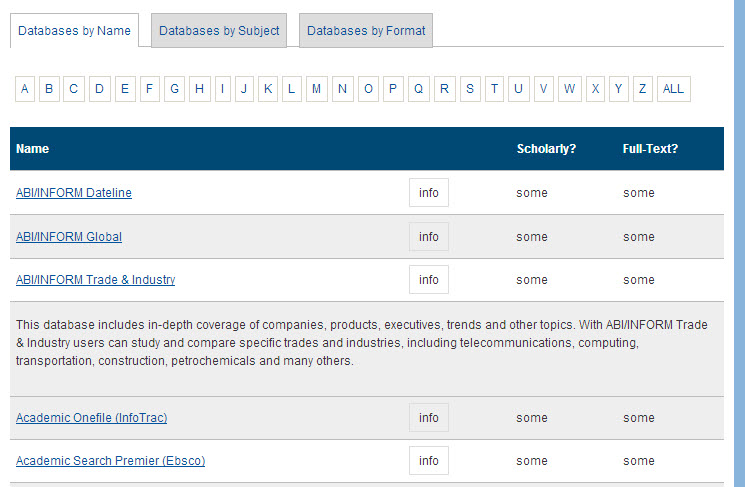 Databases by Name Databases by Subject Databases by Format
A B C D E F G H I J K L M N O P Q R S T U V W X Y Z ALL
Name Scholarly? Full-Text?
ABI/INFORM Dateline info some some
ABI/INFORM Global info some some
ABI/INFORM Trade & Industry info some some
This database includes in-depth coverage of companies, products, executives, trends and other topics. With ABI/INFORM Trade
& Industry users can study and compare specific trades and industries, including telecommunications, computing,
transportation, construction, petrochemicals and many others.
Academic Onefile (InfoTrac) info some some
Academic Search Premier (Ebsco) info some some